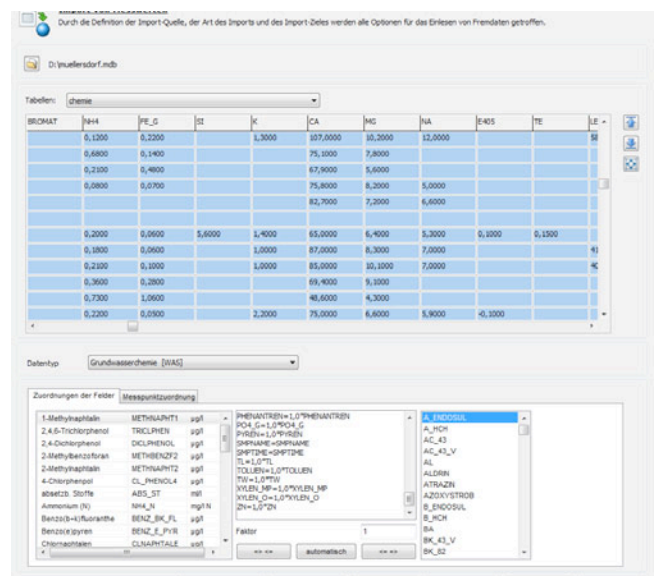 Import von Messwerten
Durch die Definition der Import-Quelle, der Art des Imports und des Import-Zieles werden alle Optionen für das Einlesen von Fremdaten getroffen.
D:\muellersdorf.mdb
Tabellen: chemie
BROMAT NH4 FE_G SI K CA MG NA E405 TE LE
0,1200 0,2200 1,3000 107,0000 10,2000 12,0000 58
0,6800 0,1400 75,1000 7,8000
0,2100 0,4800 67,9000 5,6000
0,0800 0,0700 75,8000 8,2000 5,0000
82,7000 7,2000 6,6000
0,2000 0,0600 5,6000 1,4000 65,0000 6,4000 5,3000 0,1000 0,1500
0,1800 0,0600 1,0000 87,0000 8,3000 7,0000 41
0,2100 0,1000 1,0000 85,0000 10,1000 7,0000 40
0,3600 0,2800 69,4000 9,1000
0,7300 1,0600 48,6000 4,3000
0,2200 0,0500 2,2000 75,0000 6,6000 5,9000 -0,1000
Datentyp Grundwasserchemie [WAS]
Zuordnungen der Felder Messpunktzuordnung
1-Methylnaphtalin METHNAPHT1 µg/l
2,4,6-Trichlorphenol TRICLPHEN µg/l
2,4-Dichlorphenol DICLPHENOL µg/l
2-Methylbenzofuran METHBENZF2 µg/l
2-Methylnaphtalin METHNAPHT2 µg/l
4-Chlorphenpol CL_PHENOL4 µg/l
absetzb. Stoffe ABS_ST ml/l
Ammonium (N) NH4_N mg/l N
Benzo(b+k)fluoranthe BENZ_BK_FL µg/l
Benzo(e)pyren BENZ_E_PYR µg/l
Chlornaphtalen CLNAPHTALE µg/l
PHENANTREN=1,0*PHENANTREN
PO4_G=1,0*PO4_G
PYREN=1,0*PYREN
SMPNAME=SMPNAME
SMPTIME=SMPTIME
TL=1,0*TL
TOLUEN=1,0*TOLUEN
TW=1,0*TW
XYLEN_MP=1,0*XYLEN_MP
XYLEN_O=1,0*XYLEN_O
ZN=1,0*ZN
Faktor 1
<=> <=> automatisch <=> =>
A_ENDOSUL
A_HCH
AC_43
AC_43_V
AL
ALDRIN
ATRAZIN
AZOXYSTROB
B_ENDOSUL
B_HCH
BA
BK_43_V
BK_82